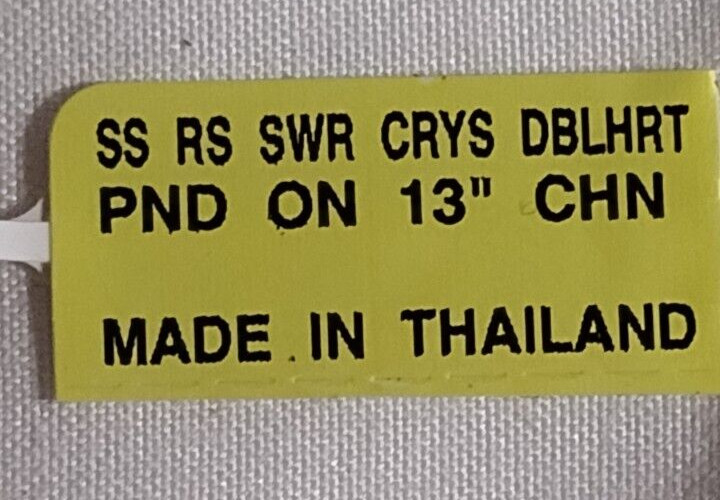 SS RS SWR CRYS DBLHRT
PND ON 13" CHN
MADE IN THAILAND